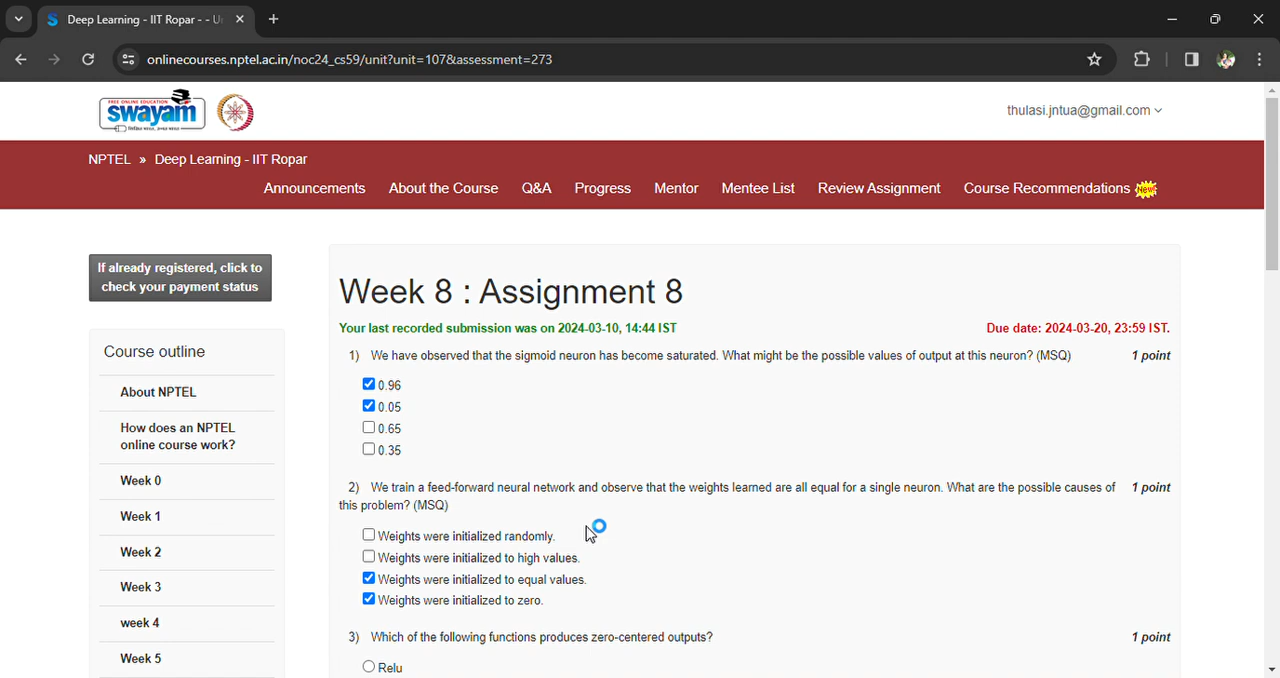 Deep Learning - IIT Ropar - - U
onlinecourses.nptel.ac.in/noc24_cs59/unit?unit=107&assessment=273
FREE ONLINE EDUCATION
swayam
thulasi.jntua@gmail.com
NPTEL » Deep Learning - IIT Ropar
Announcements About the Course Q&A Progress Mentor Mentee List Review Assignment Course Recommendations New
If already registered, click to
check your payment status
Course outline
About NPTEL
How does an NPTEL
online course work?
Week 0
Week 1
Week 2
Week 3
week 4
Week 5
Week 8 : Assignment 8
Your last recorded submission was on 2024-03-10, 14:44 IST Due date: 2024-03-20, 23:59 IST.
1) We have observed that the sigmoid neuron has become saturated. What might be the possible values of output at this neuron? (MSQ) 1 point
0.96
0.05
0.65
0.35
2) We train a feed-forward neural network and observe that the weights learned are all equal for a single neuron. What are the possible causes of 1 point
this problem? (MSQ)
Weights were initialized randomly.
Weights were initialized to high values.
Weights were initialized to equal values.
Weights were initialized to zero.
3) Which of the following functions produces zero-centered outputs? 1 point
Relu